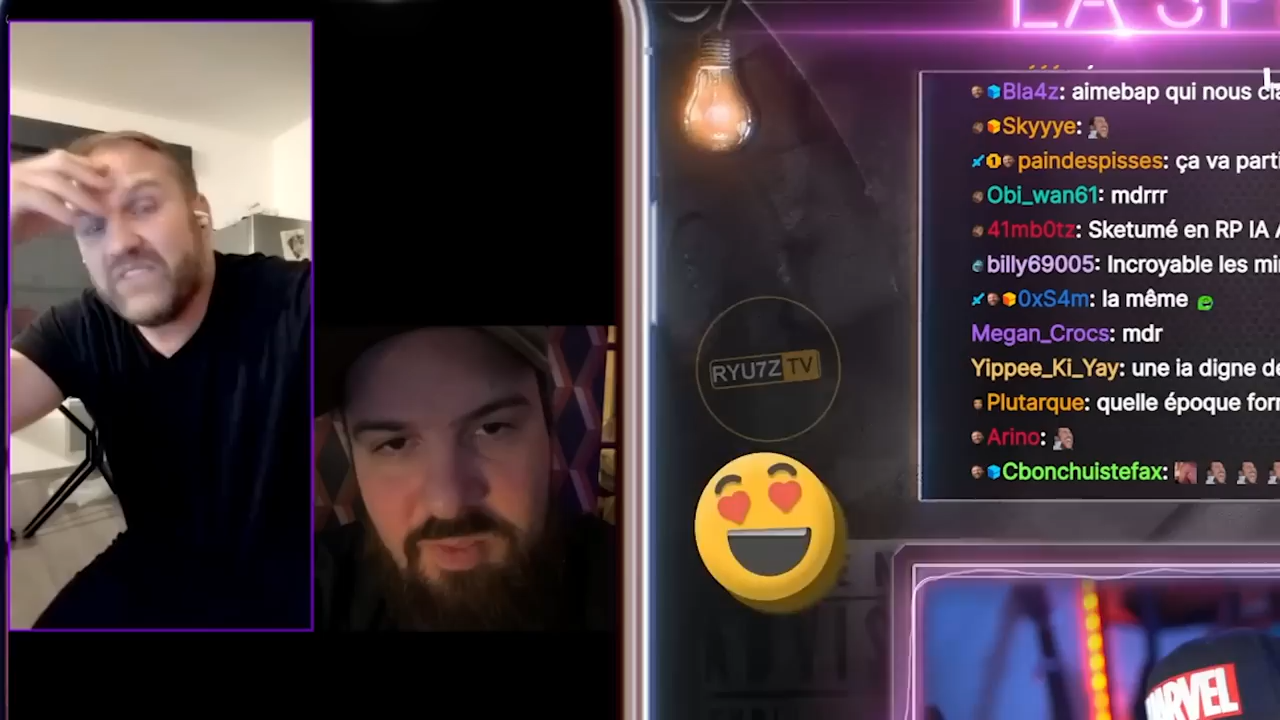 LA SP
Bla4z: aimebap qui nous cla
Skyyye:
paindespisses: ça va parti
Obi_wan61: mdrrr
41mb0tz: Sketumé en RP IA A
billy69005: Incroyable les mi
0xS4m: la même
Megan_Crocs: mdr
RYU7Z TV
Yippee_Ki_Yay: une ia digne de
Plutarque: quelle époque for
Arino:
Cbonchuistefax:
MARVEL